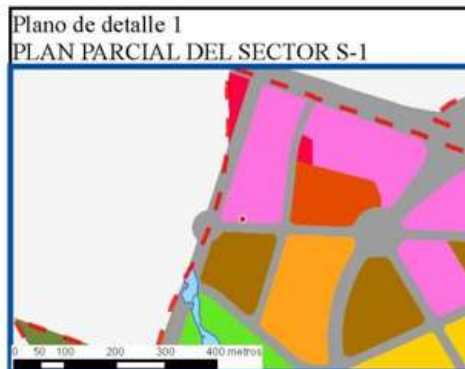 Plano de detalle 1
PLAN PARCIAL DEL SECTOR S-1
0 50 100 200 300 400 metros